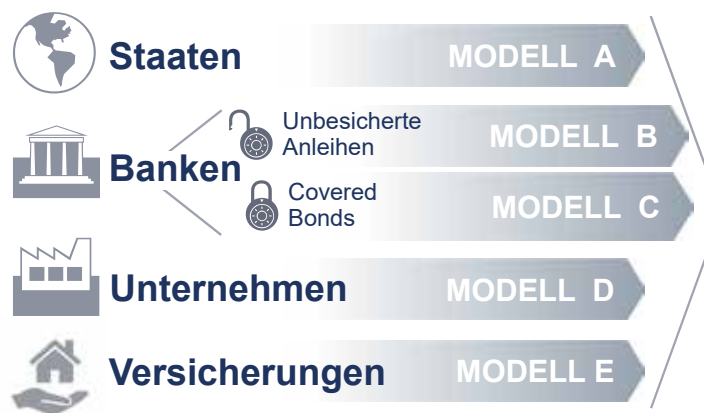 Staaten MODELL A
Unbesicherte
Anleihen MODELL B
Banken
Covered
Bonds MODELL C
Unternehmen MODELL D
Versicherungen MODELL E